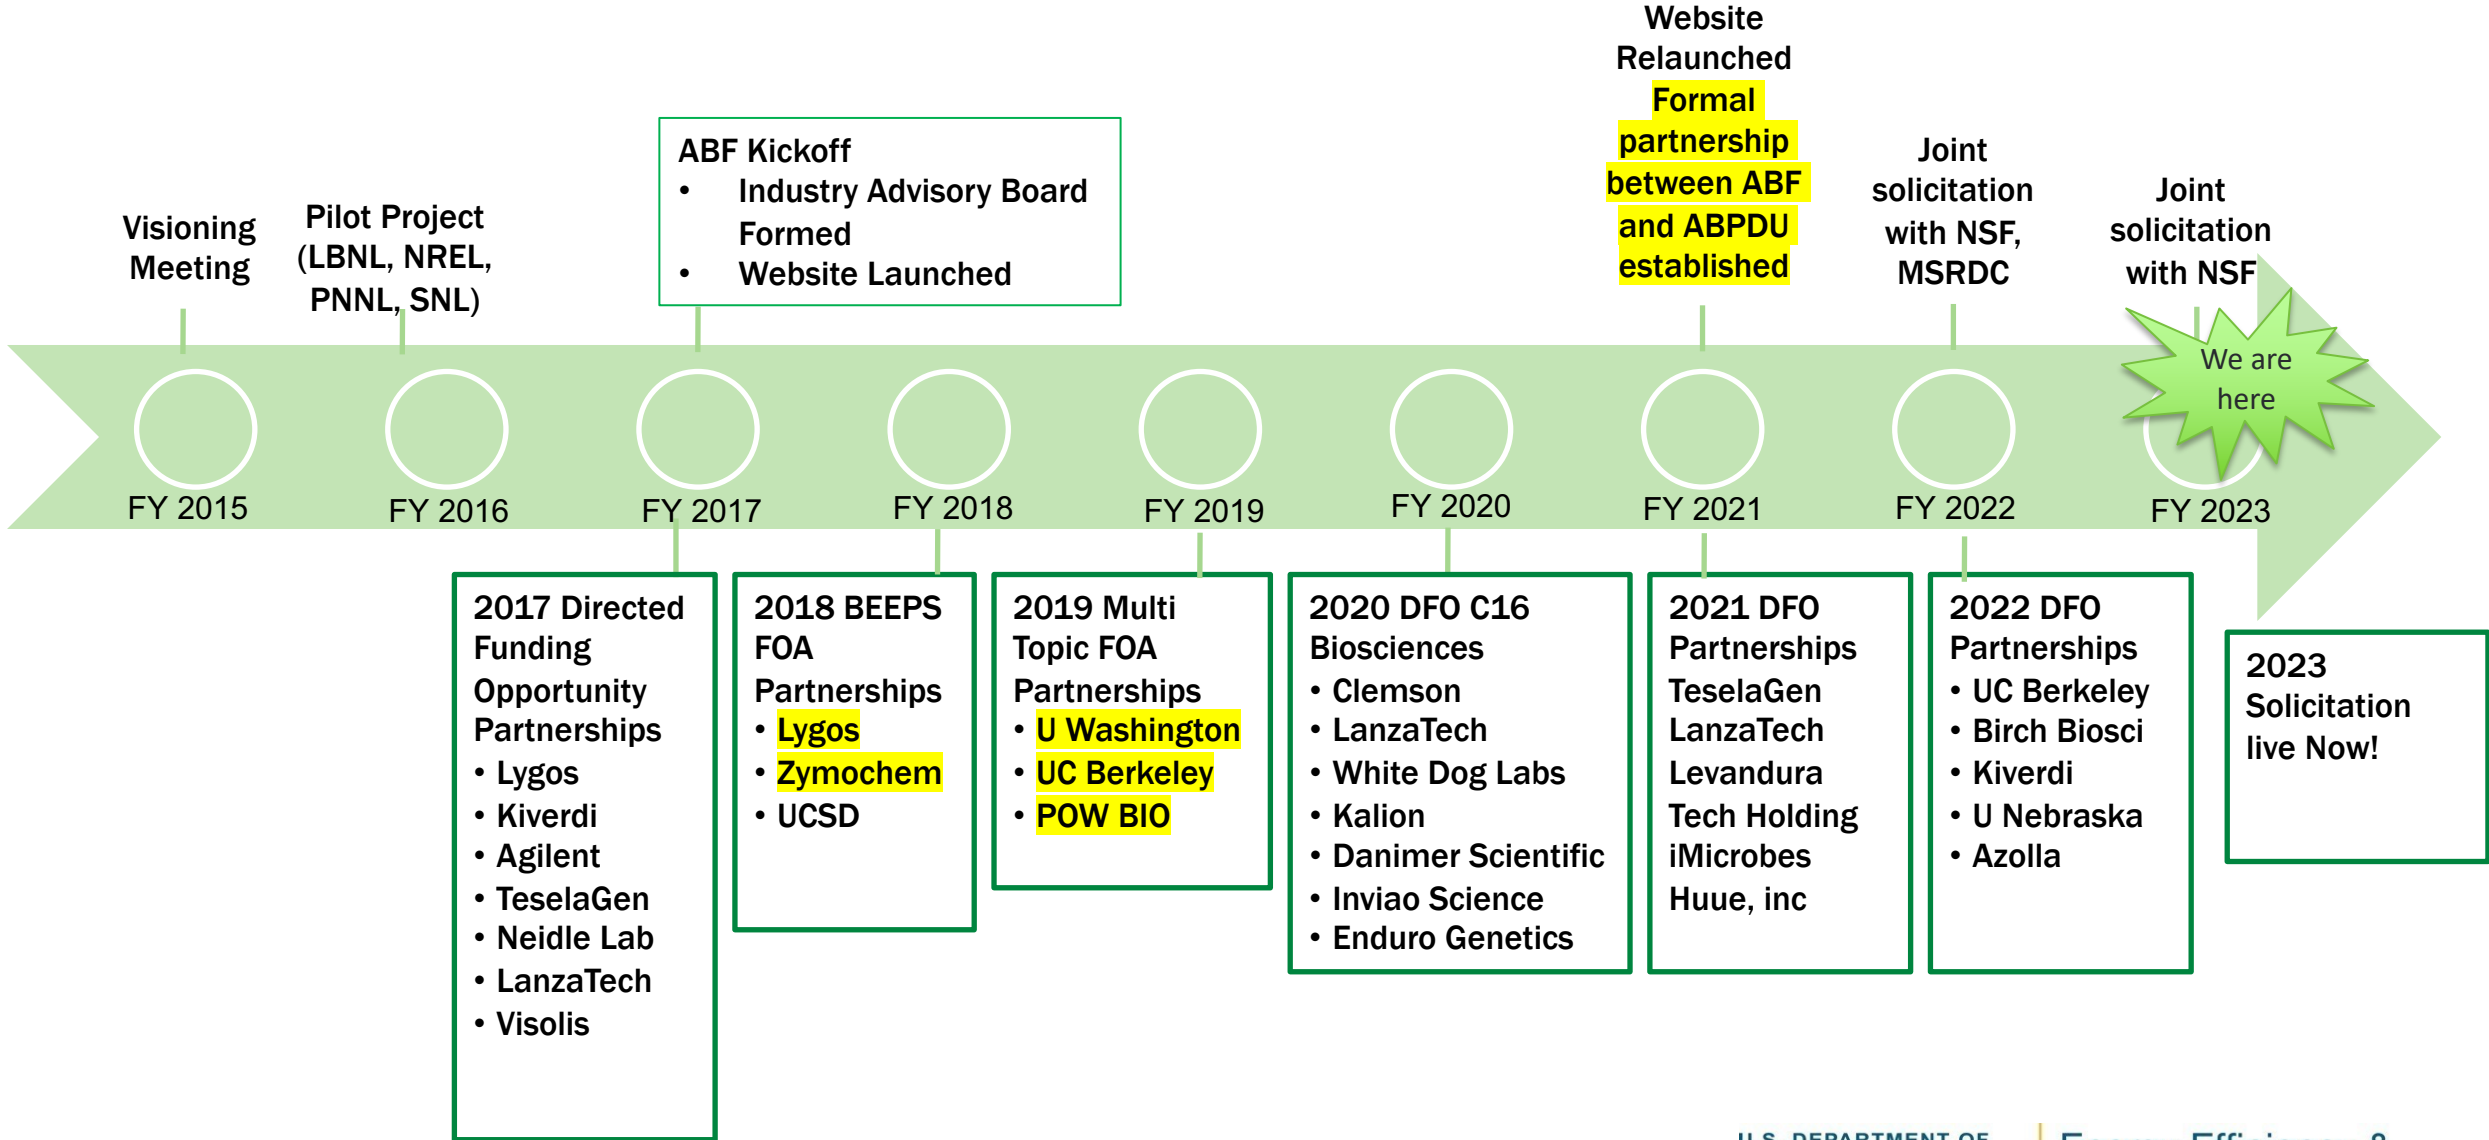 Website
Relaunched
Formal
partnership
between ABF
and ABPDU
established
ABF Kickoff
• Industry Advisory Board
Formed
• Website Launched
Visioning
Meeting
Pilot Project
(LBNL, NREL,
PNNL, SNL)
Joint
solicitation
with NSF,
MSRDC
Joint
solicitation
with NSF
We are
here
FY 2015
FY 2016
FY 2017
FY 2018
FY 2019
FY 2020
FY 2021
FY 2022
FY 2023
2017 Directed
Funding
Opportunity
Partnerships
• Lygos
• Kiverdi
• Agilent
• TeselaGen
• Neidle Lab
• LanzaTech
• Visolis
2018 BEEPS
FOA
Partnerships
• Lygos
• Zymochem
• UCSD
2019 Multi
Topic FOA
Partnerships
• U Washington
• UC Berkeley
• POW BIO
2020 DFO C16
Biosciences
• Clemson
• LanzaTech
• White Dog Labs
• Kalion
• Danimer Scientific
• Inviao Science
• Enduro Genetics
2021 DFO
Partnerships
TeselaGen
LanzaTech
Levandura
Tech Holding
iMicrobes
Huue, inc
2022 DFO
Partnerships
• UC Berkeley
• Birch Biosci
• Kiverdi
• U Nebraska
• Azolla
2023
Solicitation
live Now!
U.S. DEPARTMENT OF
Energy Efficiency &